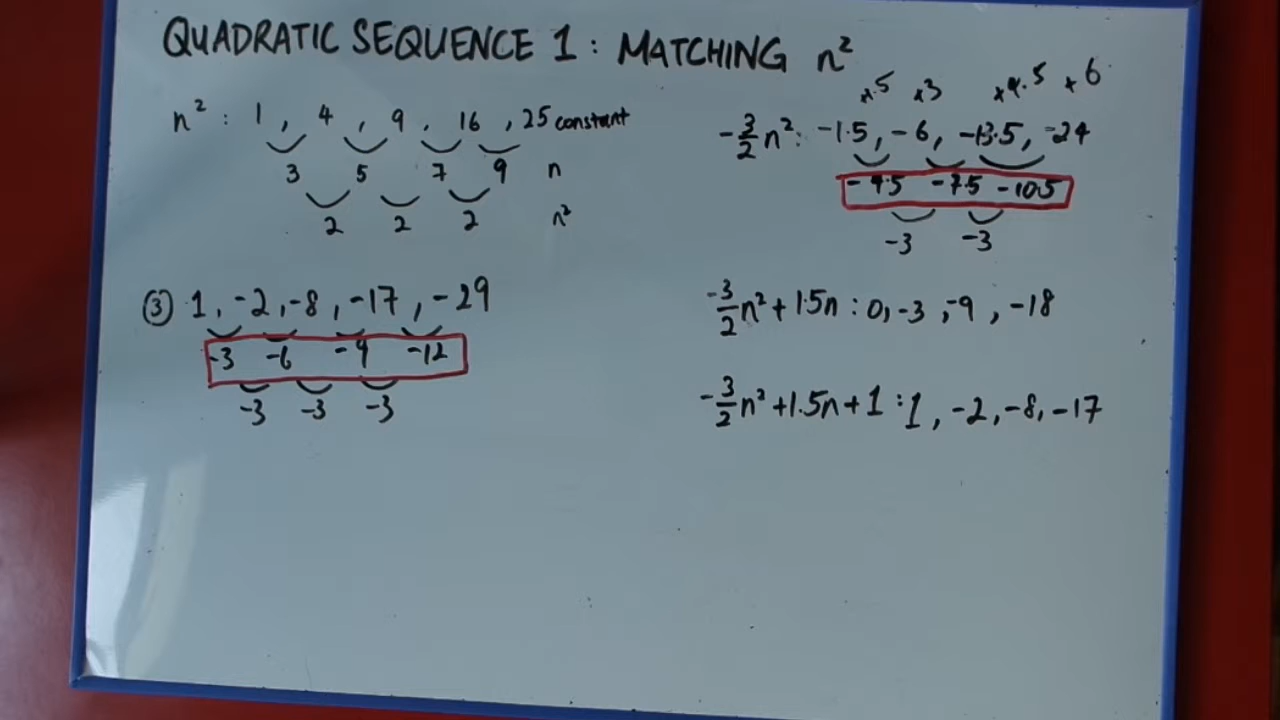 QUADRATIC SEQUENCE 1 : MATCHING n²
n² : 1, 4, 9, 16, 25 constant
3 5 7 9 n
2 2 2 n²
③ 1, -2, -8, -17, -29
-3 -6 -9 -12
-3 -3 -3
+3 +6
-3/2 n² : -1.5, -6, -13.5, -24
-4.5 -7.5 -10.5
-3 -3
-3/2 n² + 1.5n : 0, -3, -9, -18
-3/2 n² + 1.5n + 1 : 1, -2, -8, -17